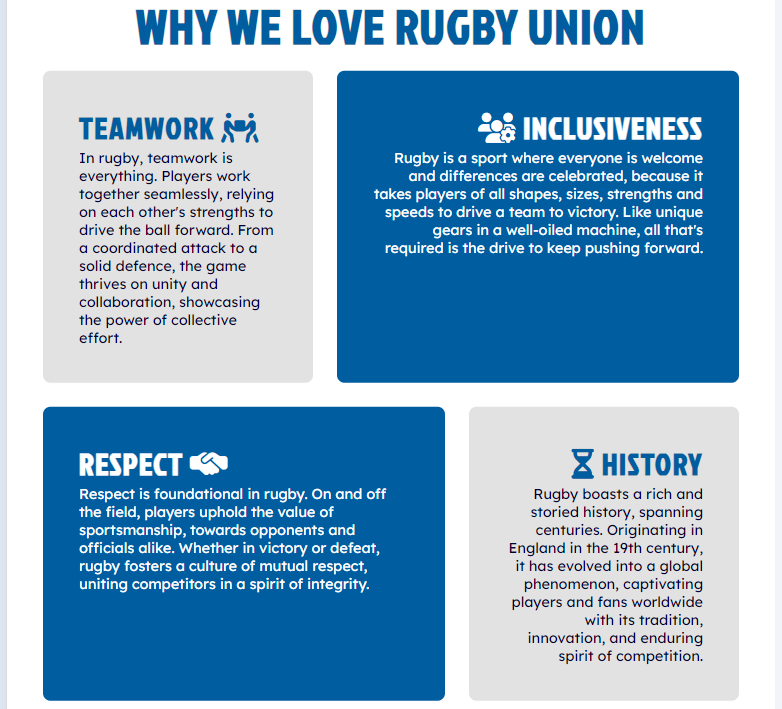 WHY WE LOVE RUGBY UNION
TEAMWORK
In rugby, teamwork is
everything. Players work
together seamlessly, relying
on each other's strengths to
drive the ball forward. From
a coordinated attack to a
solid defence, the game
thrives on unity and
collaboration, showcasing
the power of collective
effort.
INCLUSIVENESS
Rugby is a sport where everyone is welcome
and differences are celebrated, because it
takes players of all shapes, sizes, strengths and
speeds to drive a team to victory. Like unique
gears in a well-oiled machine, all that's
required is the drive to keep pushing forward.
RESPECT
Respect is foundational in rugby. On and off
the field, players uphold the value of
sportsmanship, towards opponents and
officials alike. Whether in victory or defeat,
rugby fosters a culture of mutual respect,
uniting competitors in a spirit of integrity.
HISTORY
Rugby boasts a rich and
storied history, spanning
centuries. Originating in
England in the 19th century,
it has evolved into a global
phenomenon, captivating
players and fans worldwide
with its tradition,
innovation, and enduring
spirit of competition.